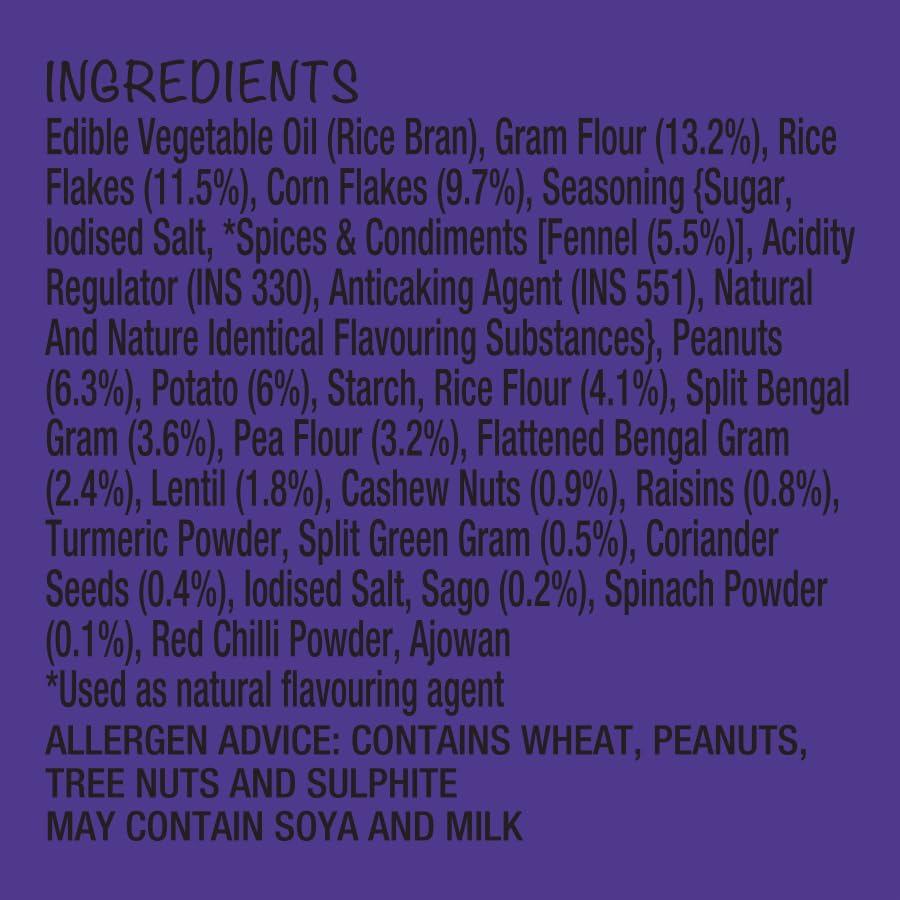 INGREDIENTS
Edible Vegetable Oil (Rice Bran), Gram Flour (13.2%), Rice
Flakes (11.5%), Corn Flakes (9.7%), Seasoning {Sugar,
Iodised Salt, *Spices & Condiments [Fennel (5.5%)], Acidity
Regulator (INS 330), Anticaking Agent (INS 551), Natural
And Nature Identical Flavouring Substances}, Peanuts
(6.3%), Potato (6%), Starch, Rice Flour (4.1%), Split Bengal
Gram (3.6%), Pea Flour (3.2%), Flattened Bengal Gram
(2.4%), Lentil (1.8%), Cashew Nuts (0.9%), Raisins (0.8%),
Turmeric Powder, Split Green Gram (0.5%), Coriander
Seeds (0.4%), Iodised Salt, Sago (0.2%), Spinach Powder
(0.1%), Red Chilli Powder, Ajowan
*Used as natural flavouring agent
ALLERGEN ADVICE: CONTAINS WHEAT, PEANUTS,
TREE NUTS AND SULPHITE
MAY CONTAIN SOYA AND MILK